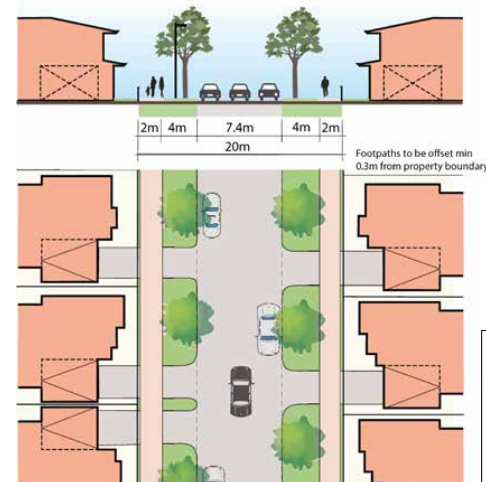 2m 4m 7.4m 4m 2m
20m
Footpaths to be offset min
0.3m from property boundary